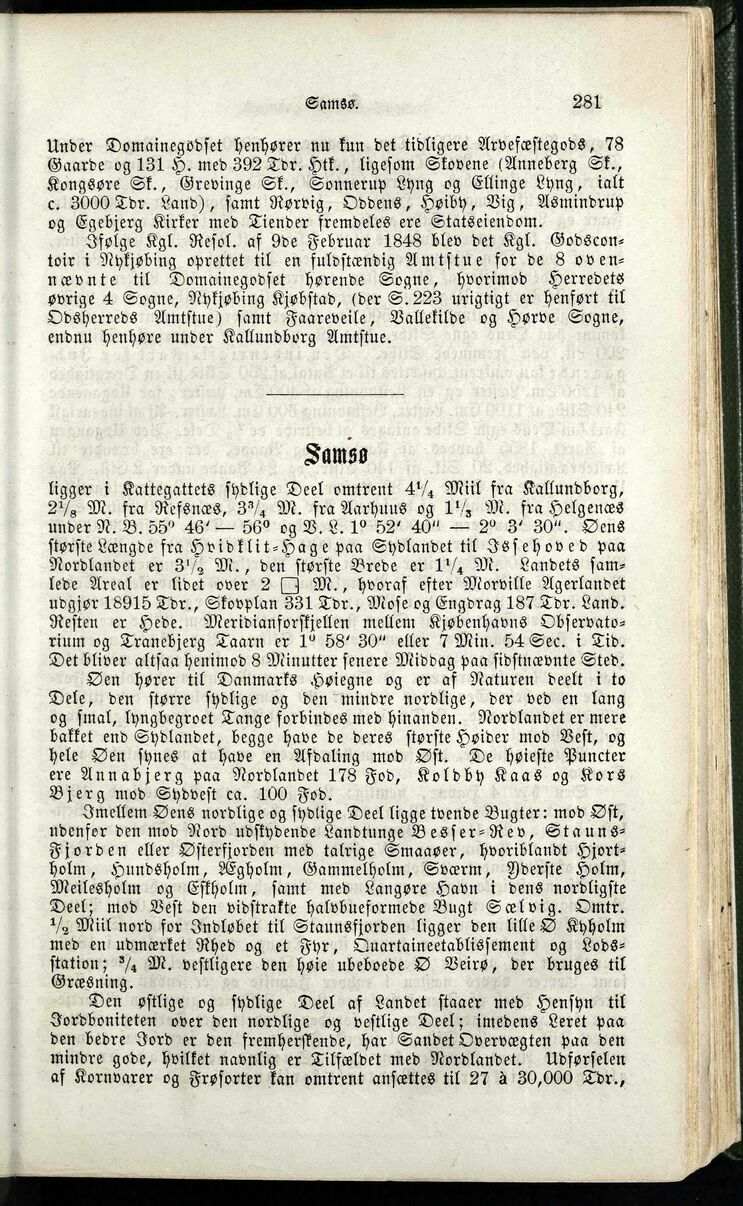 Samsø. 281
Under Domainegodset henhører nu kun det tidligere Arvefæstegods, 78
Gaarde og 131 H. med 392 Tdr. Htk., ligesom Skovene (Anneberg Sk.,
Kongsøre Sk., Grevinge Sk., Sonnerup Lyng og Ellinge Lyng, ialt
c. 3000 Tdr. Land), samt Rørvig, Oddens, Høiby, Vig, Asmindrup
og Egebjerg Kirker med Tiender fremdeles ere Statseiendom.
Ifølge Kgl. Resol. af 9de Februar 1848 blev det Kgl. Godscon-
toir i Nykjøbing oprettet til en fuldstændig Amtstue for de 8 oven-
nævnte til Domainegodset hørende Sogne, hvorimod Herredets
øvrige 4 Sogne, Nykjøbing Kjøbstad, (der S. 223 urigtigt er henført til
Odsherreds Amtstue) samt Faareveile, Vallekilde og Hørve Sogne,
endnu henhøre under Kallundborg Amtstue.
Samsø
ligger i Kattegattets sydlige Deel omtrent 4¹/₄ Miil fra Kallundborg,
2¹/₈ M. fra Refsnæs, 3³/₄ M. fra Aarhuus og 1¹/₃ M. fra Helgenæs
under N. B. 55⁰ 46′ — 56⁰ og V. L. 1⁰ 52′ 40″ — 2⁰ 3′ 30″. Øens
største Længde fra Hvidklit-Hage paa Sydlandet til Issehoved paa
Nordlandet er 3¹/₂ M., den største Brede er 1¹/₄ M. Landets sam-
lede Areal er lidet over 2 □ M., hvoraf efter Morville Agerlandet
udgjør 18915 Tdr., Skovplan 331 Tdr., Mose og Engdrag 187 Tdr. Land.
Resten er Hede. Meridianforskjellen mellem Kjøbenhavns Observato-
rium og Tranebjerg Taarn er 1⁰ 58′ 30″ eller 7 Min. 54 Sec. i Tid.
Det bliver altsaa henimod 8 Minutter senere Middag paa sidstnævnte Sted.
Øen hører til Danmarks Høiegne og er af Naturen deelt i to
Dele, den større sydlige og den mindre nordlige, der ved en lang
og smal, lyngbegroet Tange forbindes med hinanden. Nordlandet er mere
bakket end Sydlandet, begge have de deres største Høider mod Vest, og
hele Øen synes at have en Afdaling mod Øst. De høieste Puncter
ere Annabjerg paa Nordlandet 178 Fod, Koldby Kaas og Kors
Bjerg mod Sydvest ca. 100 Fod.
Imellem Øens nordlige og sydlige Deel ligge tvende Bugter: mod Øst,
udenfor den mod Nord udskydende Landtunge Besser-Rev, Stauns-
Fjorden eller Østerfjorden med talrige Smaaøer, hvoriblandt Hjort-
holm, Hundsholm, Ægholm, Gammelholm, Sværm, Yderste Holm,
Meilesholm og Eskholm, samt med Langøre Havn i dens nordligste
Deel; mod Vest den vidstrakte halvbueformede Bugt Sælvig. Omtr.
¹/₂ Miil nord for Indløbet til Staunsfjorden ligger den lille Ø Kyholm
med en udmærket Rhed og et Fyr, Quartaineetablissement og Lods-
station; ³/₄ M. vestligere den høie ubeboede Ø Veirø, der bruges til
Græsning.
Den østlige og sydlige Deel af Landet staaer med Hensyn til
Jordboniteten over den nordlige og vestlige Deel; imedens Leret paa
den bedre Jord er den fremherskende, har Sandet Overvægten paa den
mindre gode, hvilket navnlig er Tilfældet med Nordlandet. Udførselen
af Kornvarer og Frøsorter kan omtrent ansættes til 27 à 30,000 Tdr.,